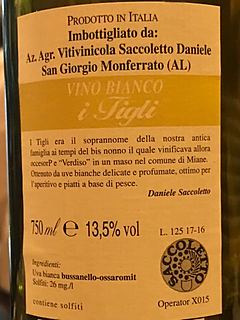 PRODOTTO IN ITALIA
Imbottigliato da:
Az. Agr. Vitivinicola Saccoletto Daniele
San Giorgio Monferrato (AL)
VINO BIANCO
i Tigli
I Tigli era il soprannome della nostra antica
famiglia ai tempi del bis nonno il quale vinificava allora
accesorP e “Verdiso” in un maso nel comune di Miane.
Ottenuto da uve bianche delicate e profumate, ottimo per
l'aperitivo e piatti a base di pesce.
Daniele Saccoletto
750 ml e 13,5% vol
L. 125 17-16
Ingredienti:
Uva bianca bussanello-ossaromit
Solfiti: 26 mg/l
contiene solfiti
SACCOLETTO
Operator X015